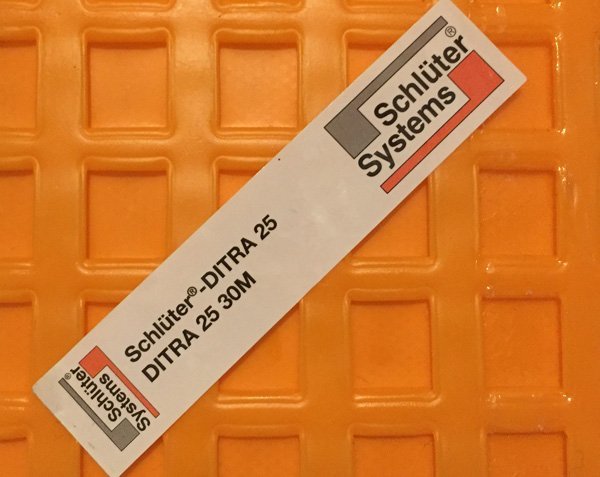 Schlüter®
Systems
Schlüter®-DITRA 25
DITRA 25 30M
Schlüter®
Systems